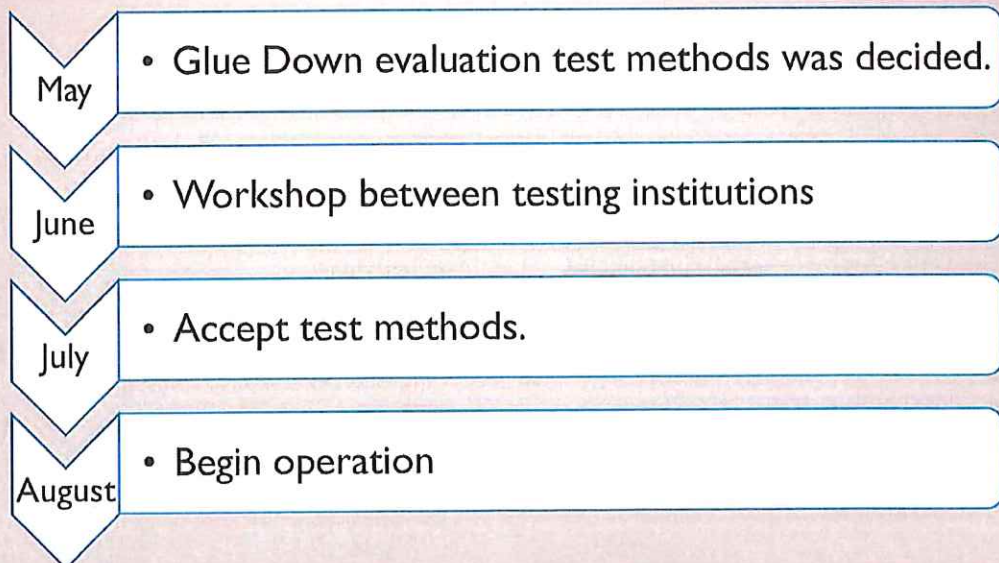 May
• Glue Down evaluation test methods was decided.
June
• Workshop between testing institutions
July
• Accept test methods.
August
• Begin operation